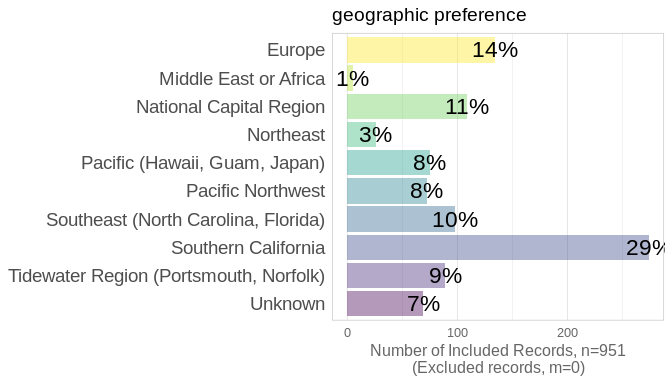 geographic preference
Europe 14%
Middle East or Africa 1%
National Capital Region 11%
Northeast 3%
Pacific (Hawaii, Guam, Japan) 8%
Pacific Northwest 8%
Southeast (North Carolina, Florida) 10%
Southern California 29%
Tidewater Region (Portsmouth, Norfolk) 9%
Unknown 7%
0 100 200
Number of Included Records, n=951
(Excluded records, m=0)